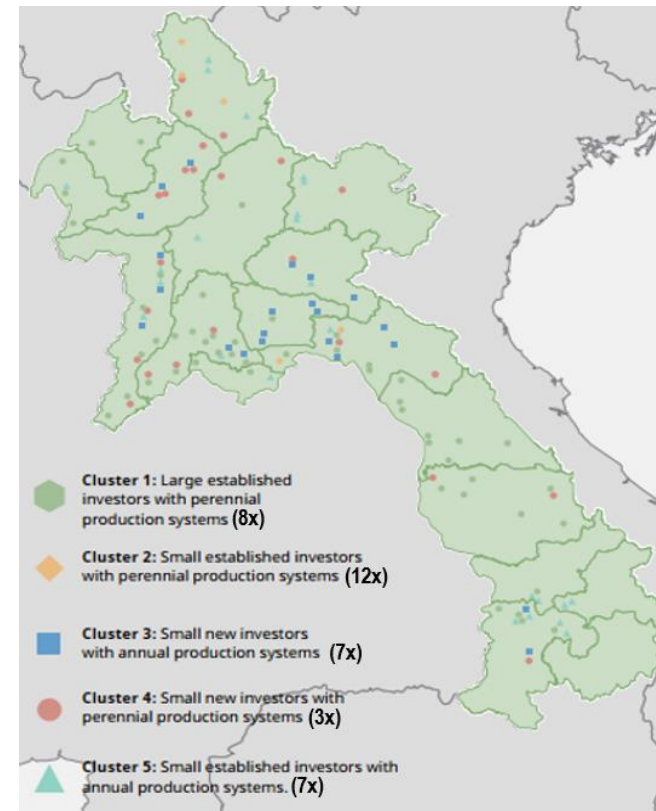 Cluster 1: Large established
investors with perennial
production systems (8x)
Cluster 2: Small established investors
with perennial production systems (12x)
Cluster 3: Small new investors
with annual production systems (7x)
Cluster 4: Small new investors with
perennial production systems (3x)
Cluster 5: Small established investors with
annual production systems. (7x)